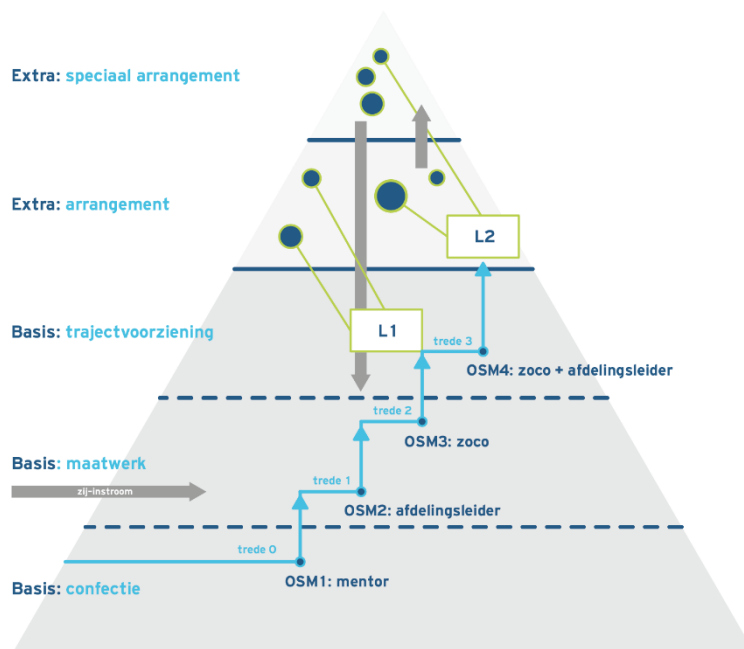 Extra: speciaal arrangement
Extra: arrangement
L2
Basis: trajectvoorziening
L1
trede 3
OSM4: zoco + afdelingsleider
trede 2
OSM3: zoco
Basis: maatwerk
zij-instroom
trede 1
OSM2: afdelingsleider
trede 0
Basis: confectie
OSM1: mentor